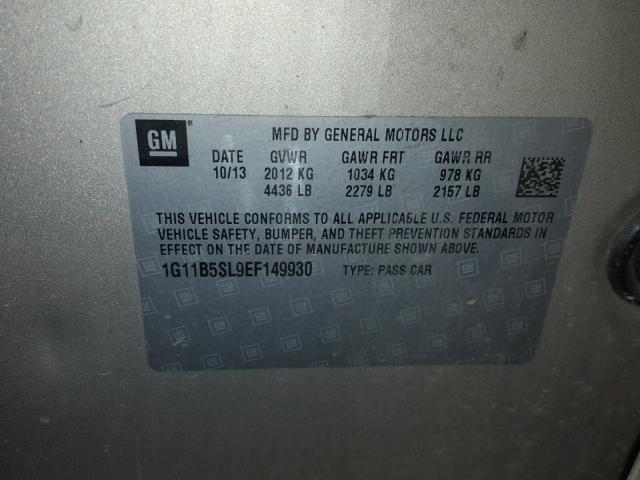 GM ® MFD BY GENERAL MOTORS LLC
DATE GVWR GAWR FRT GAWR RR
10/13 2012 KG 1034 KG 978 KG
4436 LB 2279 LB 2157 LB
THIS VEHICLE CONFORMS TO ALL APPLICABLE U.S. FEDERAL MOTOR
VEHICLE SAFETY, BUMPER, AND THEFT PREVENTION STANDARDS IN
EFFECT ON THE DATE OF MANUFACTURE SHOWN ABOVE.
1G11B5SL9EF149930 TYPE: PASS CAR